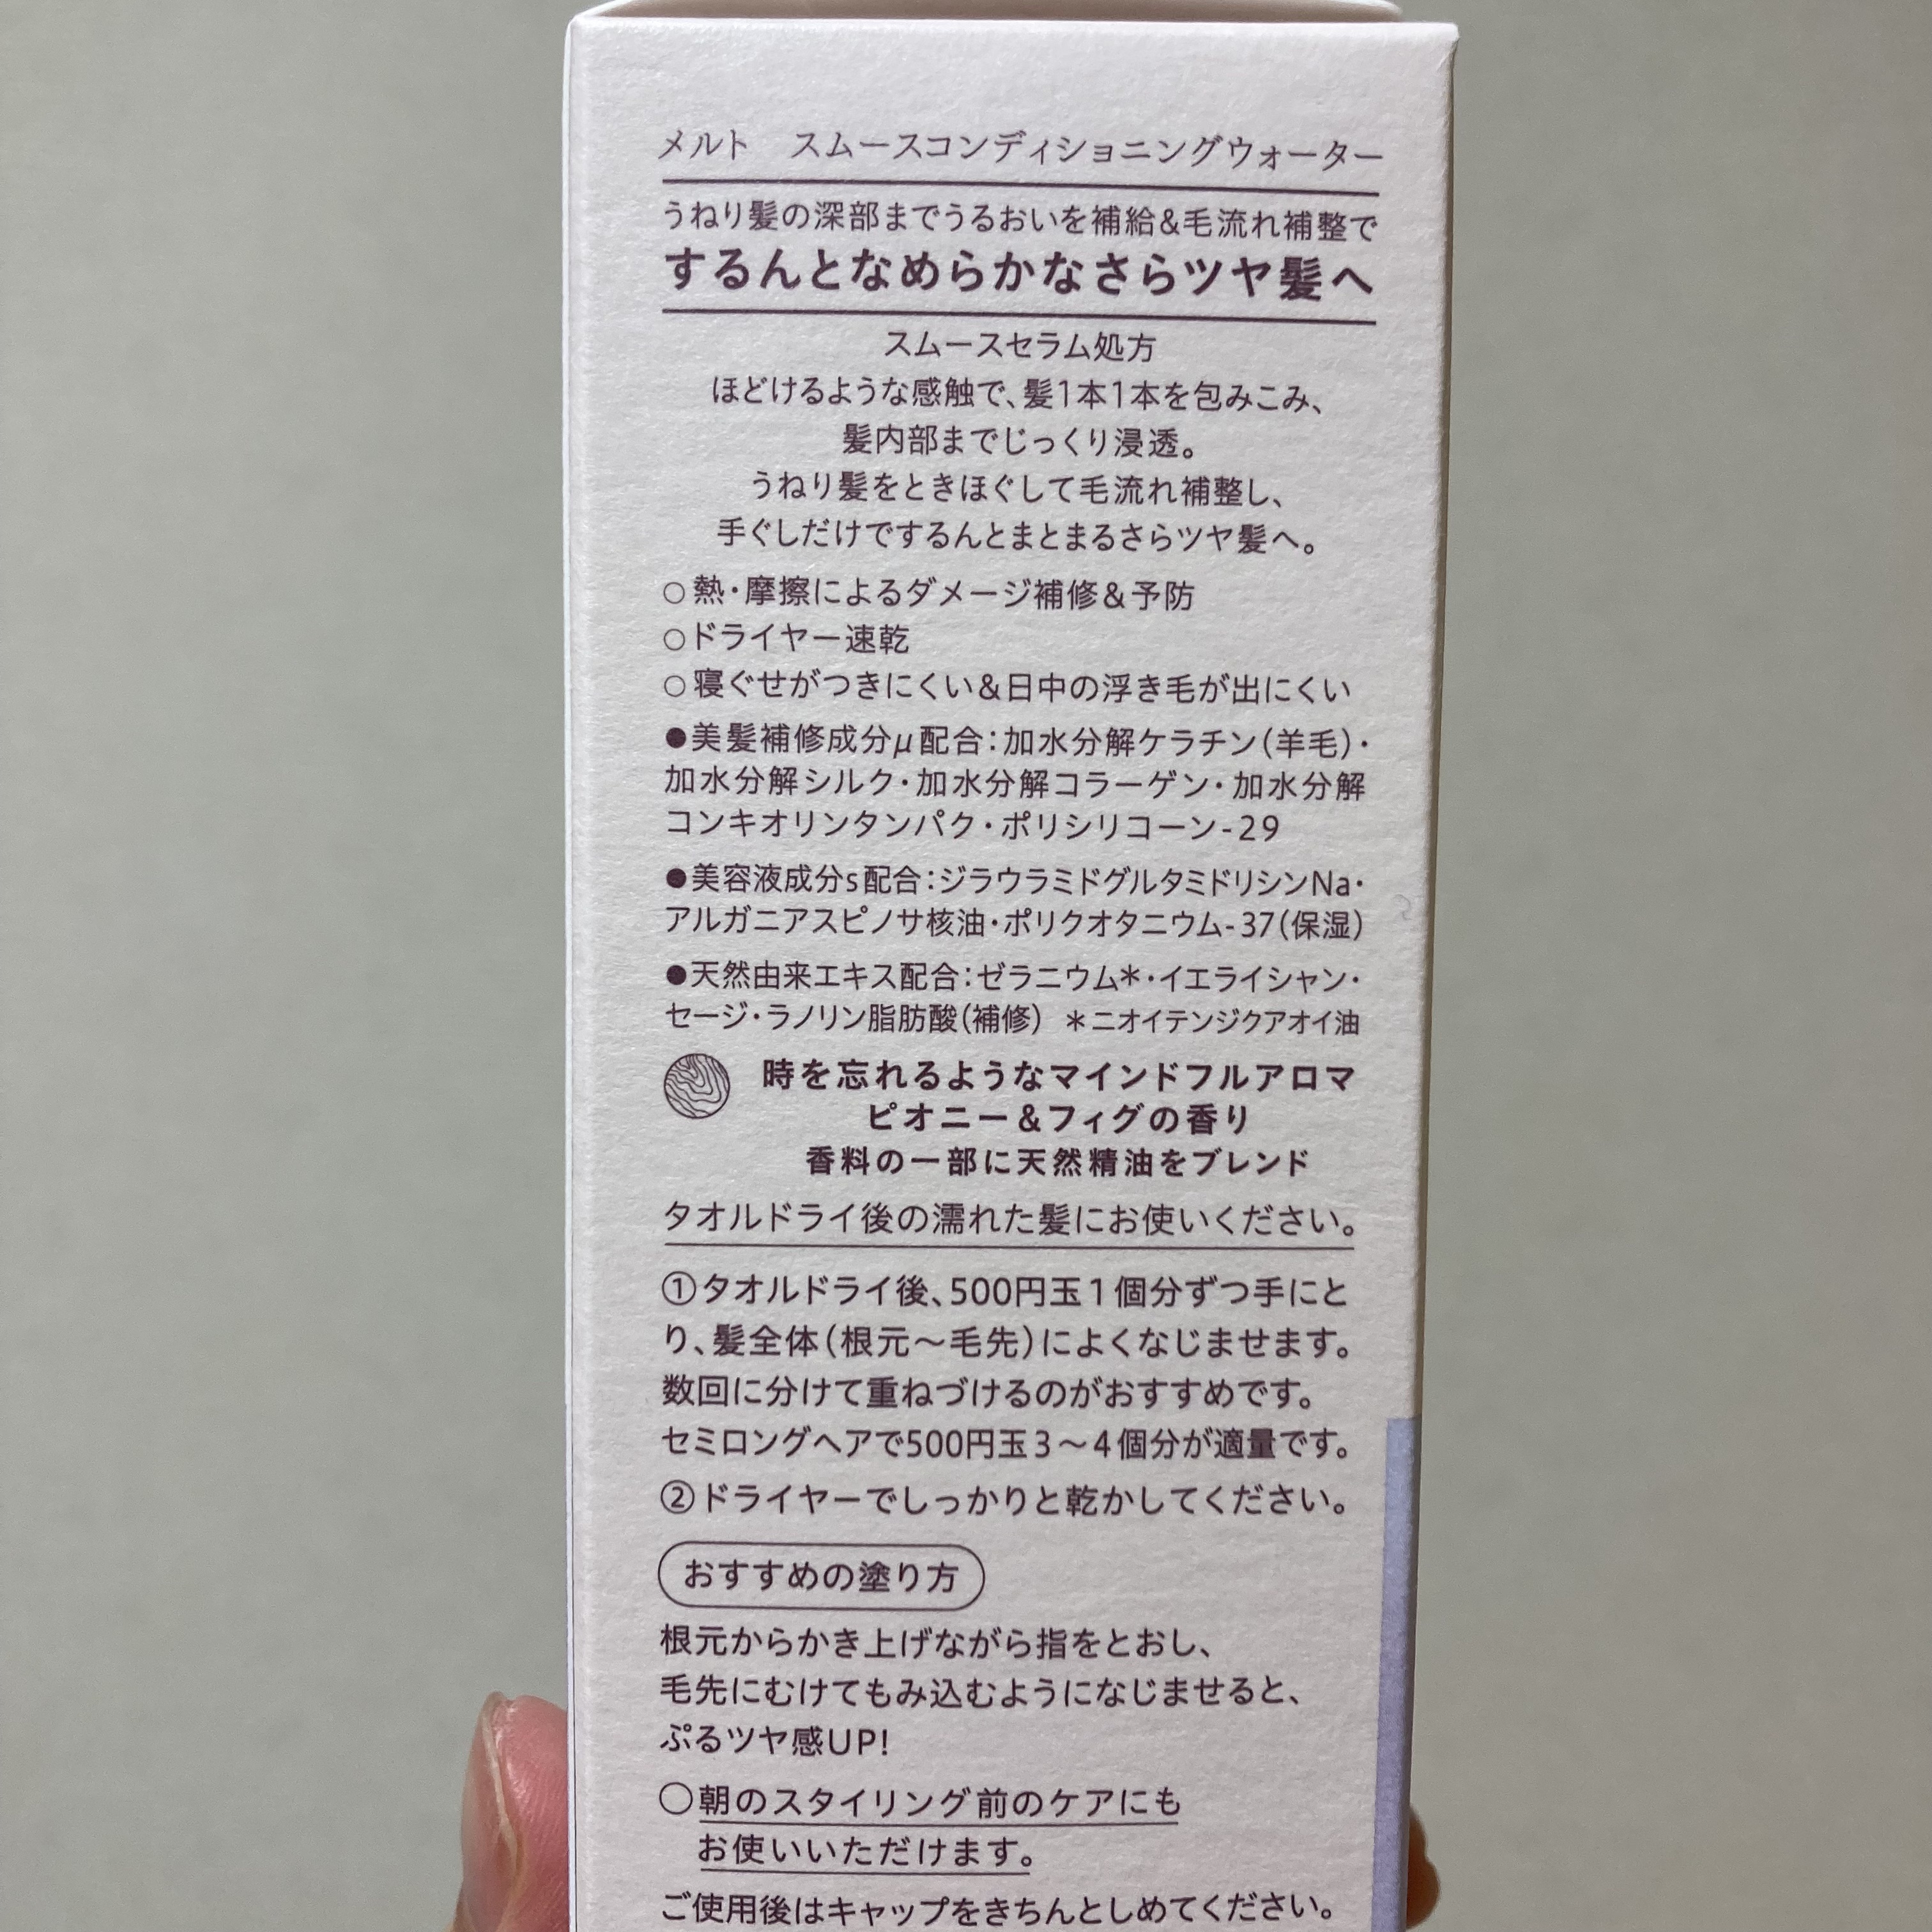 メルト　スムースコンディショニングウォーター
うねり髪の深部までうるおいを補給&毛流れ補整で
するんとなめらかなさらツヤ髪へ
スムースセラム処方
ほどけるような感触で、髪1本1本を包みこみ、
髪内部までじっくり浸透。
うねり髪をときほぐして毛流れ補整し、
手ぐしだけでするんとまとまるさらツヤ髪へ。
○熱・摩擦によるダメージ補修&予防
○ドライヤー速乾
○寝ぐせがつきにくい&日中の浮き毛が出にくい
●美髪補修成分μ配合：加水分解ケラチン(羊毛)・
加水分解シルク・加水分解コラーゲン・加水分解
コンキオリンタンパク・ポリシリコーン-29
●美容液成分s配合：ジラウラミドグルタミドリシンNa・
アルガニアスピノサ核油・ポリクオタニウム-37(保湿)
●天然由来エキス配合：ゼラニウム＊・イエライシャン・
セージ・ラノリン脂肪酸(補修)　＊ニオイテンジクアオイ油
時を忘れるようなマインドフルアロマ
ピオニー&フィグの香り
香料の一部に天然精油をブレンド
タオルドライ後の濡れた髪にお使いください。
①タオルドライ後、500円玉1個分ずつ手にと
り、髪全体(根元〜毛先)によくなじませます。
数回に分けて重ねづけるのがおすすめです。
セミロングヘアで500円玉3〜4個分が適量です。
②ドライヤーでしっかりと乾かしてください。
おすすめの塗り方
根元からかき上げながら指をとおし、
毛先にむけてもみ込むようになじませると、
ぷるツヤ感UP!
○朝のスタイリング前のケアにも
お使いいただけます。
ご使用後はキャップをきちんとしめてください。